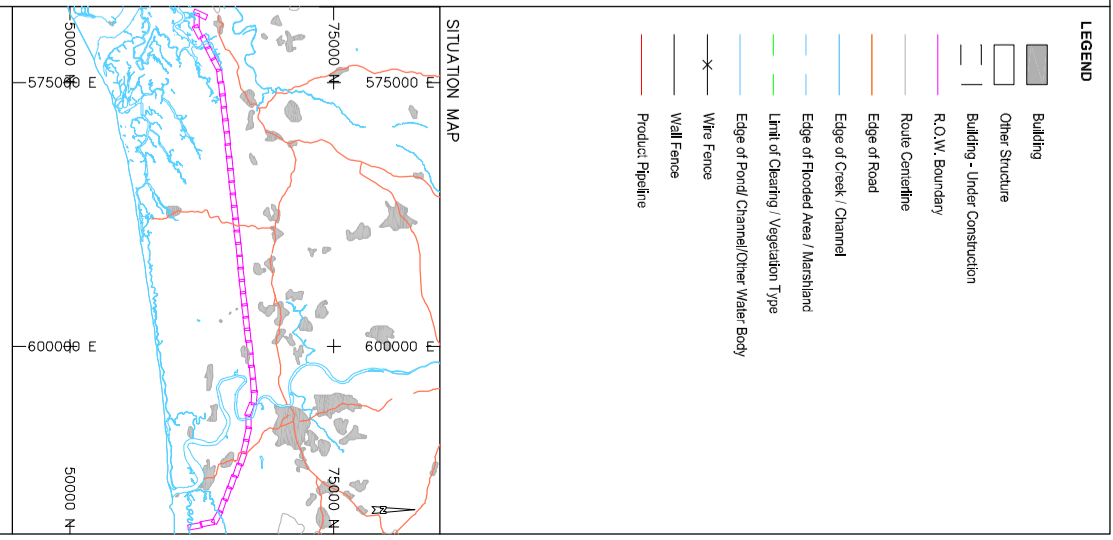 LEGEND
Building
Other Structure
Building - Under Construction
R.O.W. Boundary
Route Centerline
Edge of Road
Edge of Creek / Channel
Edge of Flooded Area / Marshland
Limit of Clearing / Vegetation Type
Edge of Pond/ Channel/Other Water Body
Wire Fence
Wall Fence
Product Pipeline
SITUATION MAP
575000 E
600000 E
75000 N
75000 N
50000 N
50000 N
575000 E
600000 E